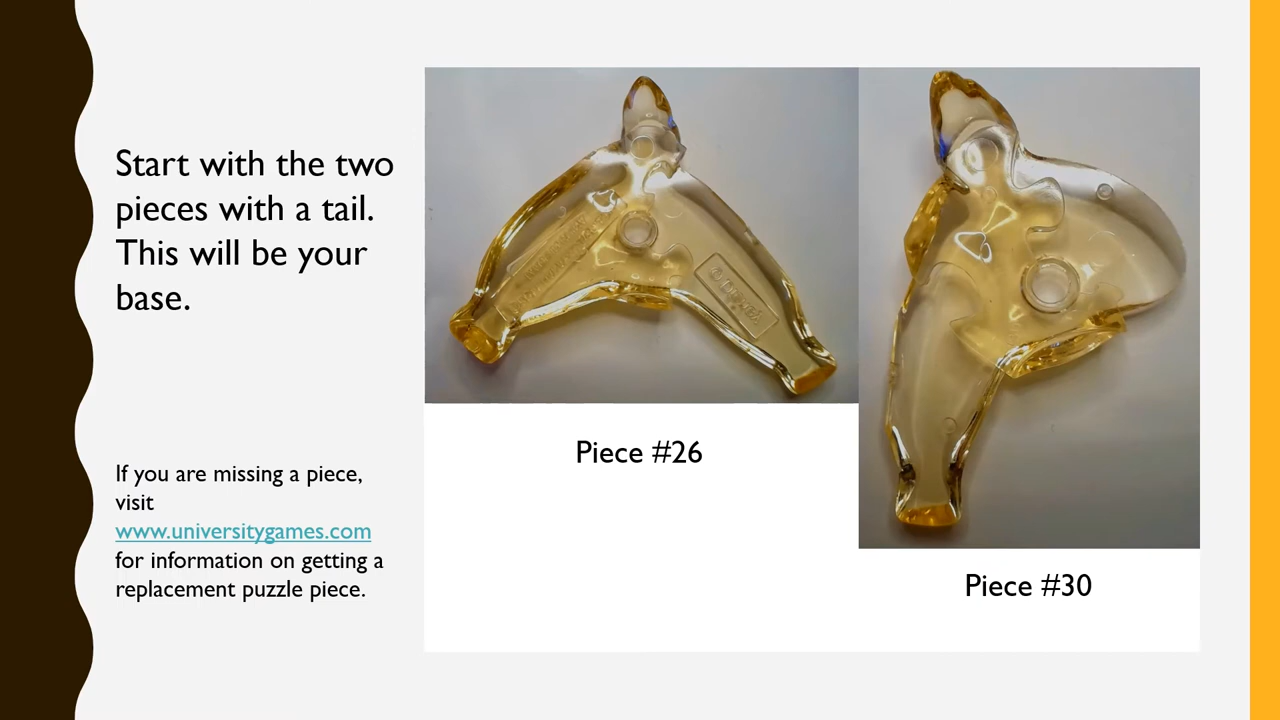 Start with the two
pieces with a tail.
This will be your
base.
If you are missing a piece,
visit
www.universitygames.com
for information on getting a
replacement puzzle piece.
Piece #26
Piece #30